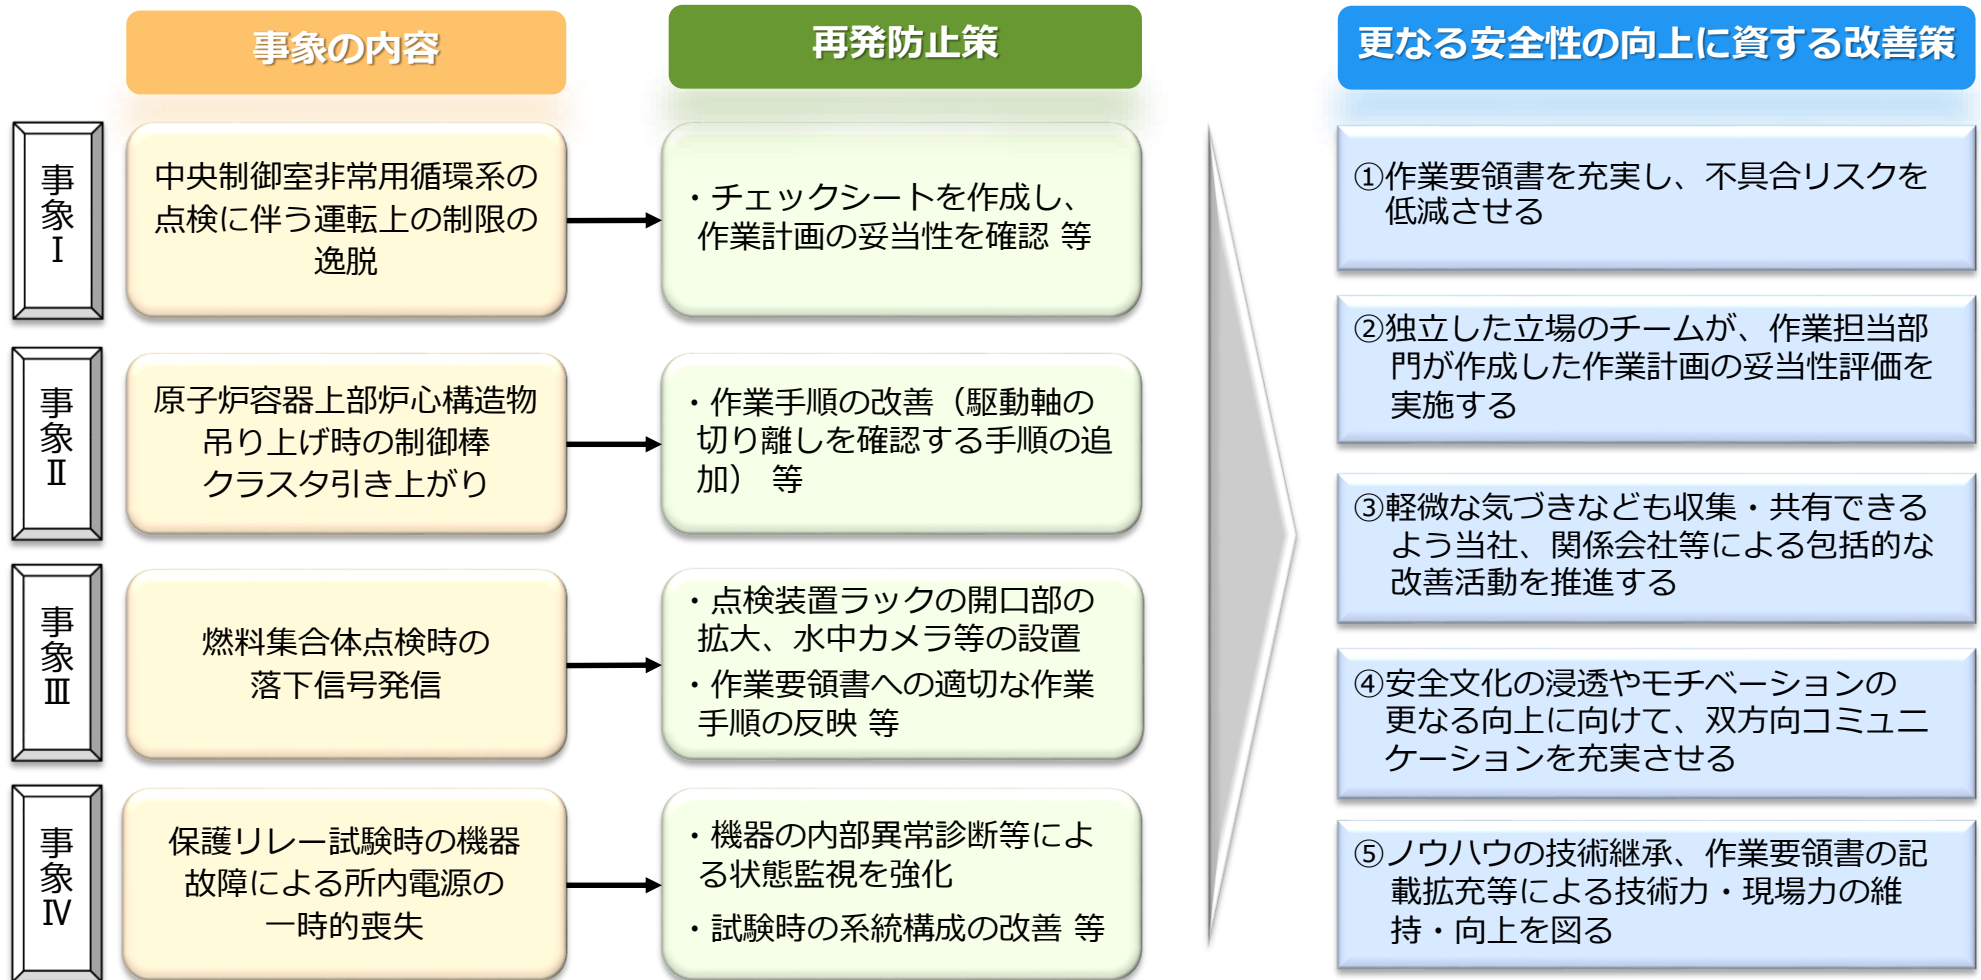 事象の内容
再発防止策
更なる安全性の向上に資する改善策
事象Ⅰ
中央制御室非常用循環系の
点検に伴う運転上の制限の
逸脱
・チェックシートを作成し、
作業計画の妥当性を確認 等
事象Ⅱ
原子炉容器上部炉心構造物
吊り上げ時の制御棒
クラスタ引き上がり
・作業手順の改善（駆動軸の
切り離しを確認する手順の追
加） 等
事象Ⅲ
燃料集合体点検時の
落下信号発信
・点検装置ラックの開口部の
拡大、水中カメラ等の設置
・作業要領書への適切な作業
手順の反映 等
事象Ⅳ
保護リレー試験時の機器
故障による所内電源の
一時的喪失
・機器の内部異常診断等によ
る状態監視を強化
・試験時の系統構成の改善 等
①作業要領書を充実し、不具合リスクを
低減させる
②独立した立場のチームが、作業担当部
門が作成した作業計画の妥当性評価を
実施する
③軽微な気づきなども収集・共有できる
よう当社、関係会社等による包括的な
改善活動を推進する
④安全文化の浸透やモチベーションの
更なる向上に向けて、双方向コミュニ
ケーションを充実させる
⑤ノウハウの技術継承、作業要領書の記
載拡充等による技術力・現場力の維
持・向上を図る